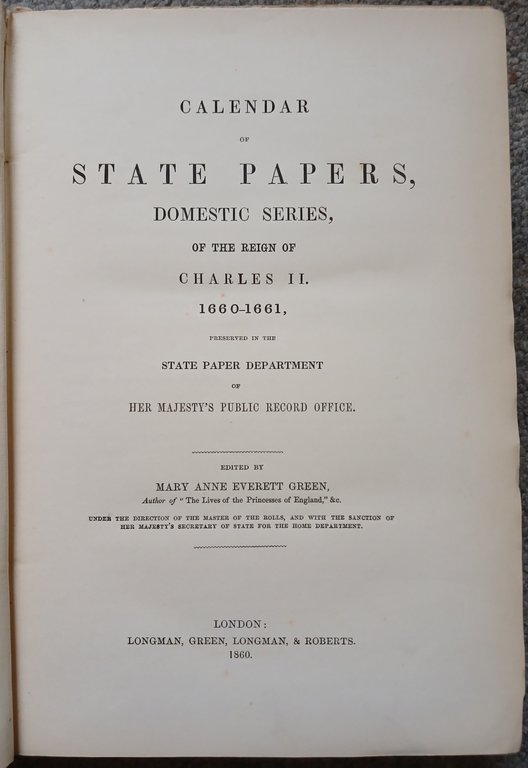 CALENDAR
OF
STATE PAPERS,
DOMESTIC SERIES,
OF THE REIGN OF
CHARLES II.
1660-1661,
PRESERVED IN THE
STATE PAPER DEPARTMENT
OF
HER MAJESTY'S PUBLIC RECORD OFFICE.
EDITED BY
MARY ANNE EVERETT GREEN,
Author of "The Lives of the Princesses of England," &c.
UNDER THE DIRECTION OF THE MASTER OF THE ROLLS, AND WITH THE SANCTION OF
HER MAJESTY'S SECRETARY OF STATE FOR THE HOME DEPARTMENT.
LONDON:
LONGMAN, GREEN, LONGMAN, & ROBERTS.
1860.